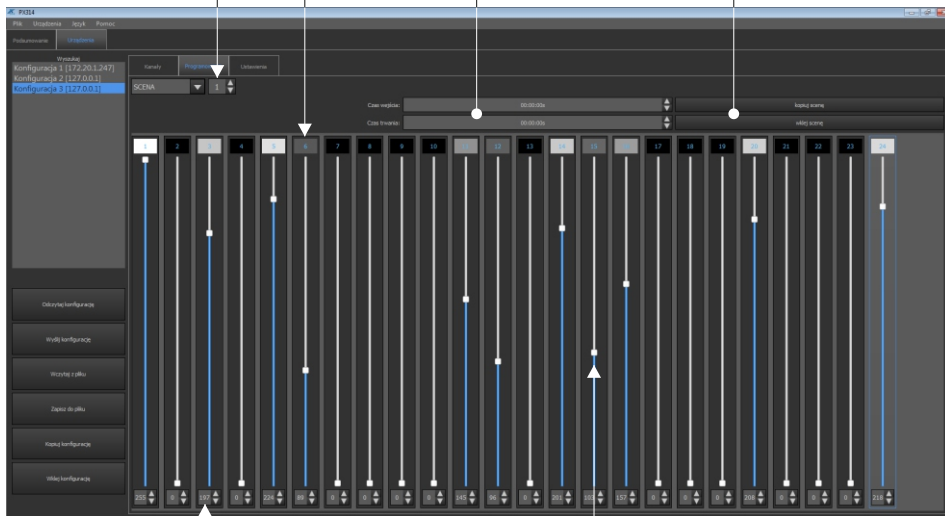 PX314
Plik Urządzenia Język Pomoc
Podsumowanie Urządzenia
Wyszukaj
Konfiguracja 1 [172.20.1.247]
Konfiguracja 2 [127.0.0.1]
Konfiguracja 3 [127.0.0.1]
Kanały Ustawienia
SCENA 1
Czas wejścia: 00:00:00s kopiuj scenę
Czas trwania: 00:00:00s wklej scenę
1 2 3 4 5 6 7 8 9 10 11 12 13 14 15 16 17 18 19 20 21 22 23 24
Odczytaj konfigurację
Wyślij konfigurację
Wczytaj z pliku
Zapisz do pliku
Kopiuj konfigurację
Wklej konfigurację
255 0 197 0 224 88 0 0 0 0 145 96 0 201 103 157 0 0 0 208 0 0 0 218